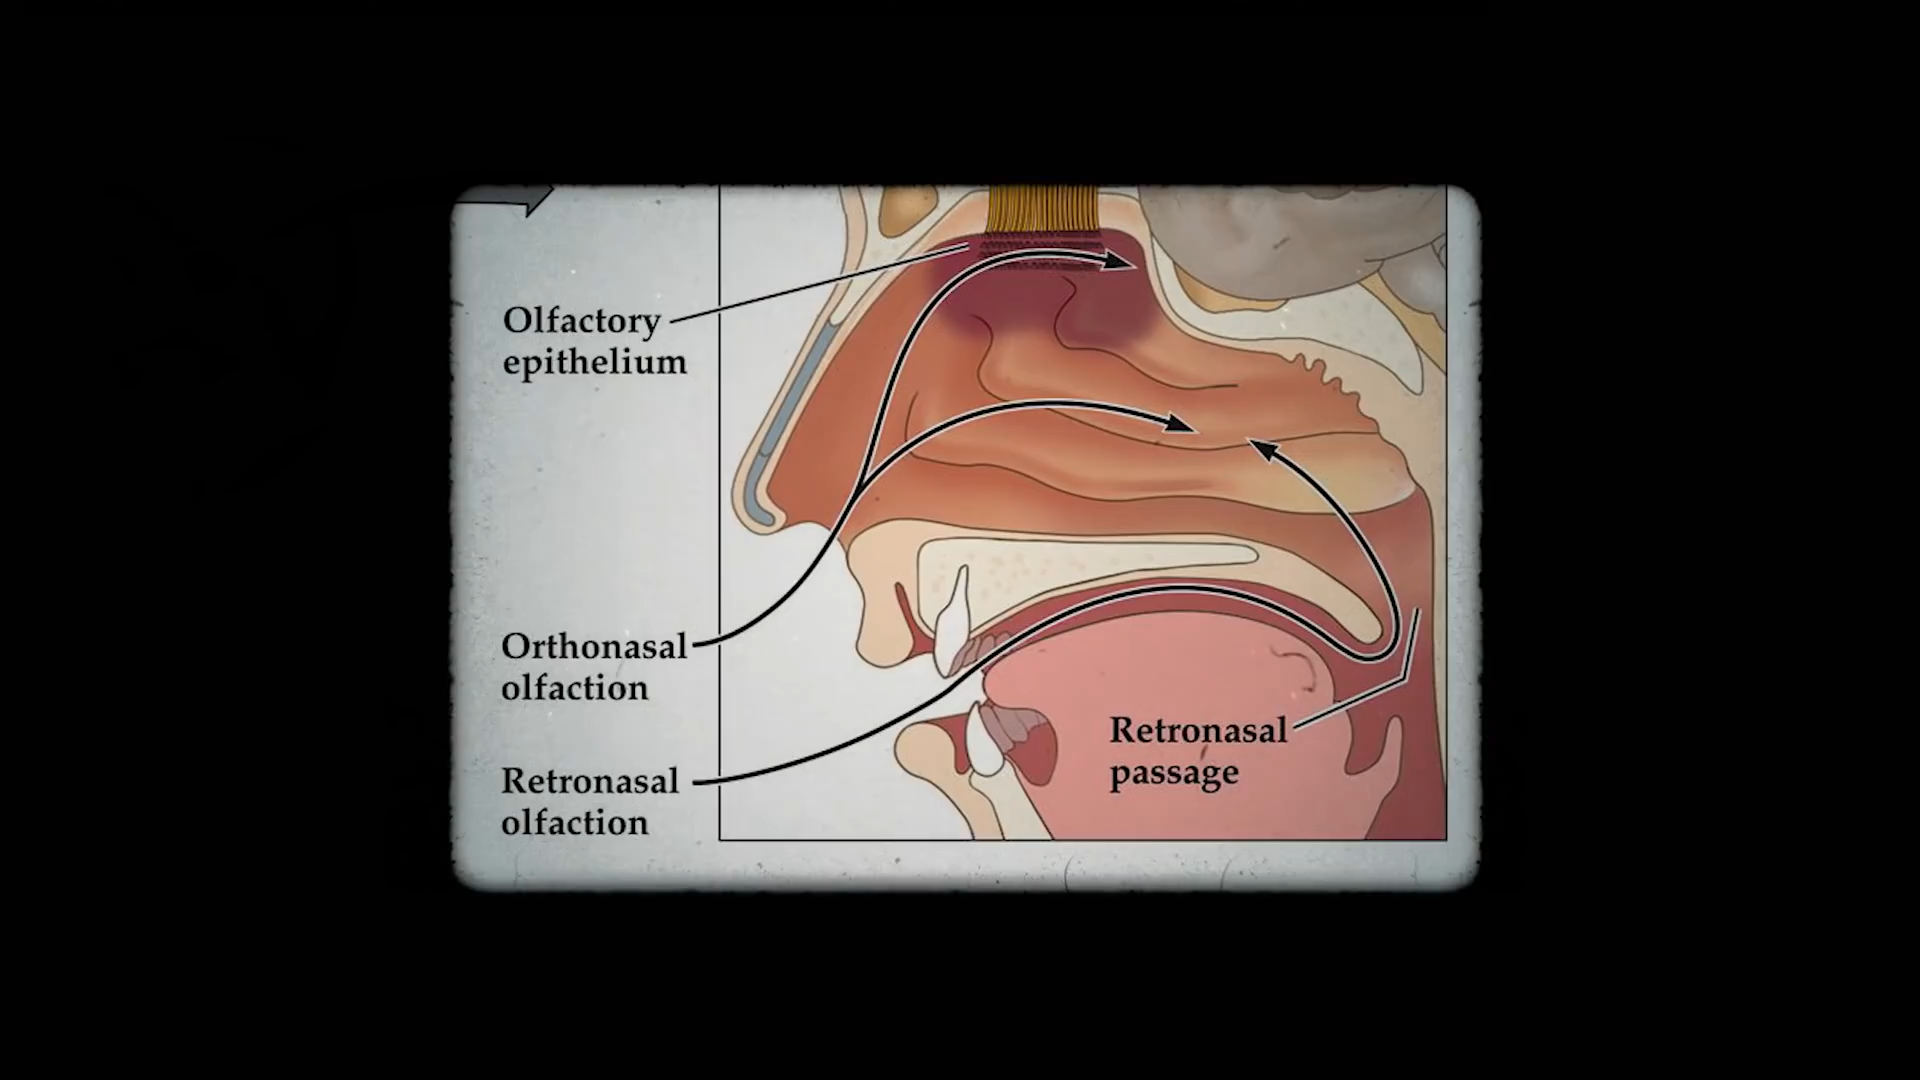 Olfactory
epithelium
Orthonasal
olfaction
Retronasal
olfaction
Retronasal
passage